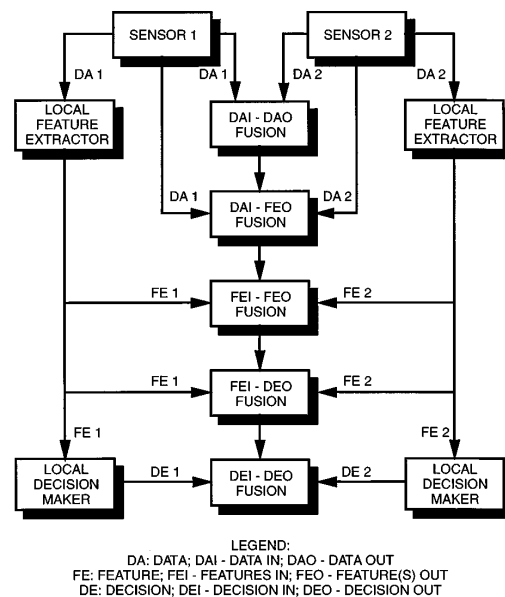 SENSOR 1
SENSOR 2
DA 1
DA 1
DA 2
DA 2
LOCAL
FEATURE
EXTRACTOR
DAI - DAO
FUSION
LOCAL
FEATURE
EXTRACTOR
DA 1
DA 2
DAI - FEO
FUSION
FE 1
FEI - FEO
FUSION
FE 2
FE 1
FEI - DEO
FUSION
FE 2
FE 1
FE 2
LOCAL
DECISION
MAKER
DE 1
DEI - DEO
FUSION
DE 2
LOCAL
DECISION
MAKER
LEGEND:
DA: DATA; DAI - DATA IN; DAO - DATA OUT
FE: FEATURE; FEI - FEATURES IN; FEO - FEATURE(S) OUT
DE: DECISION; DEI - DECISION IN; DEO - DECISION OUT